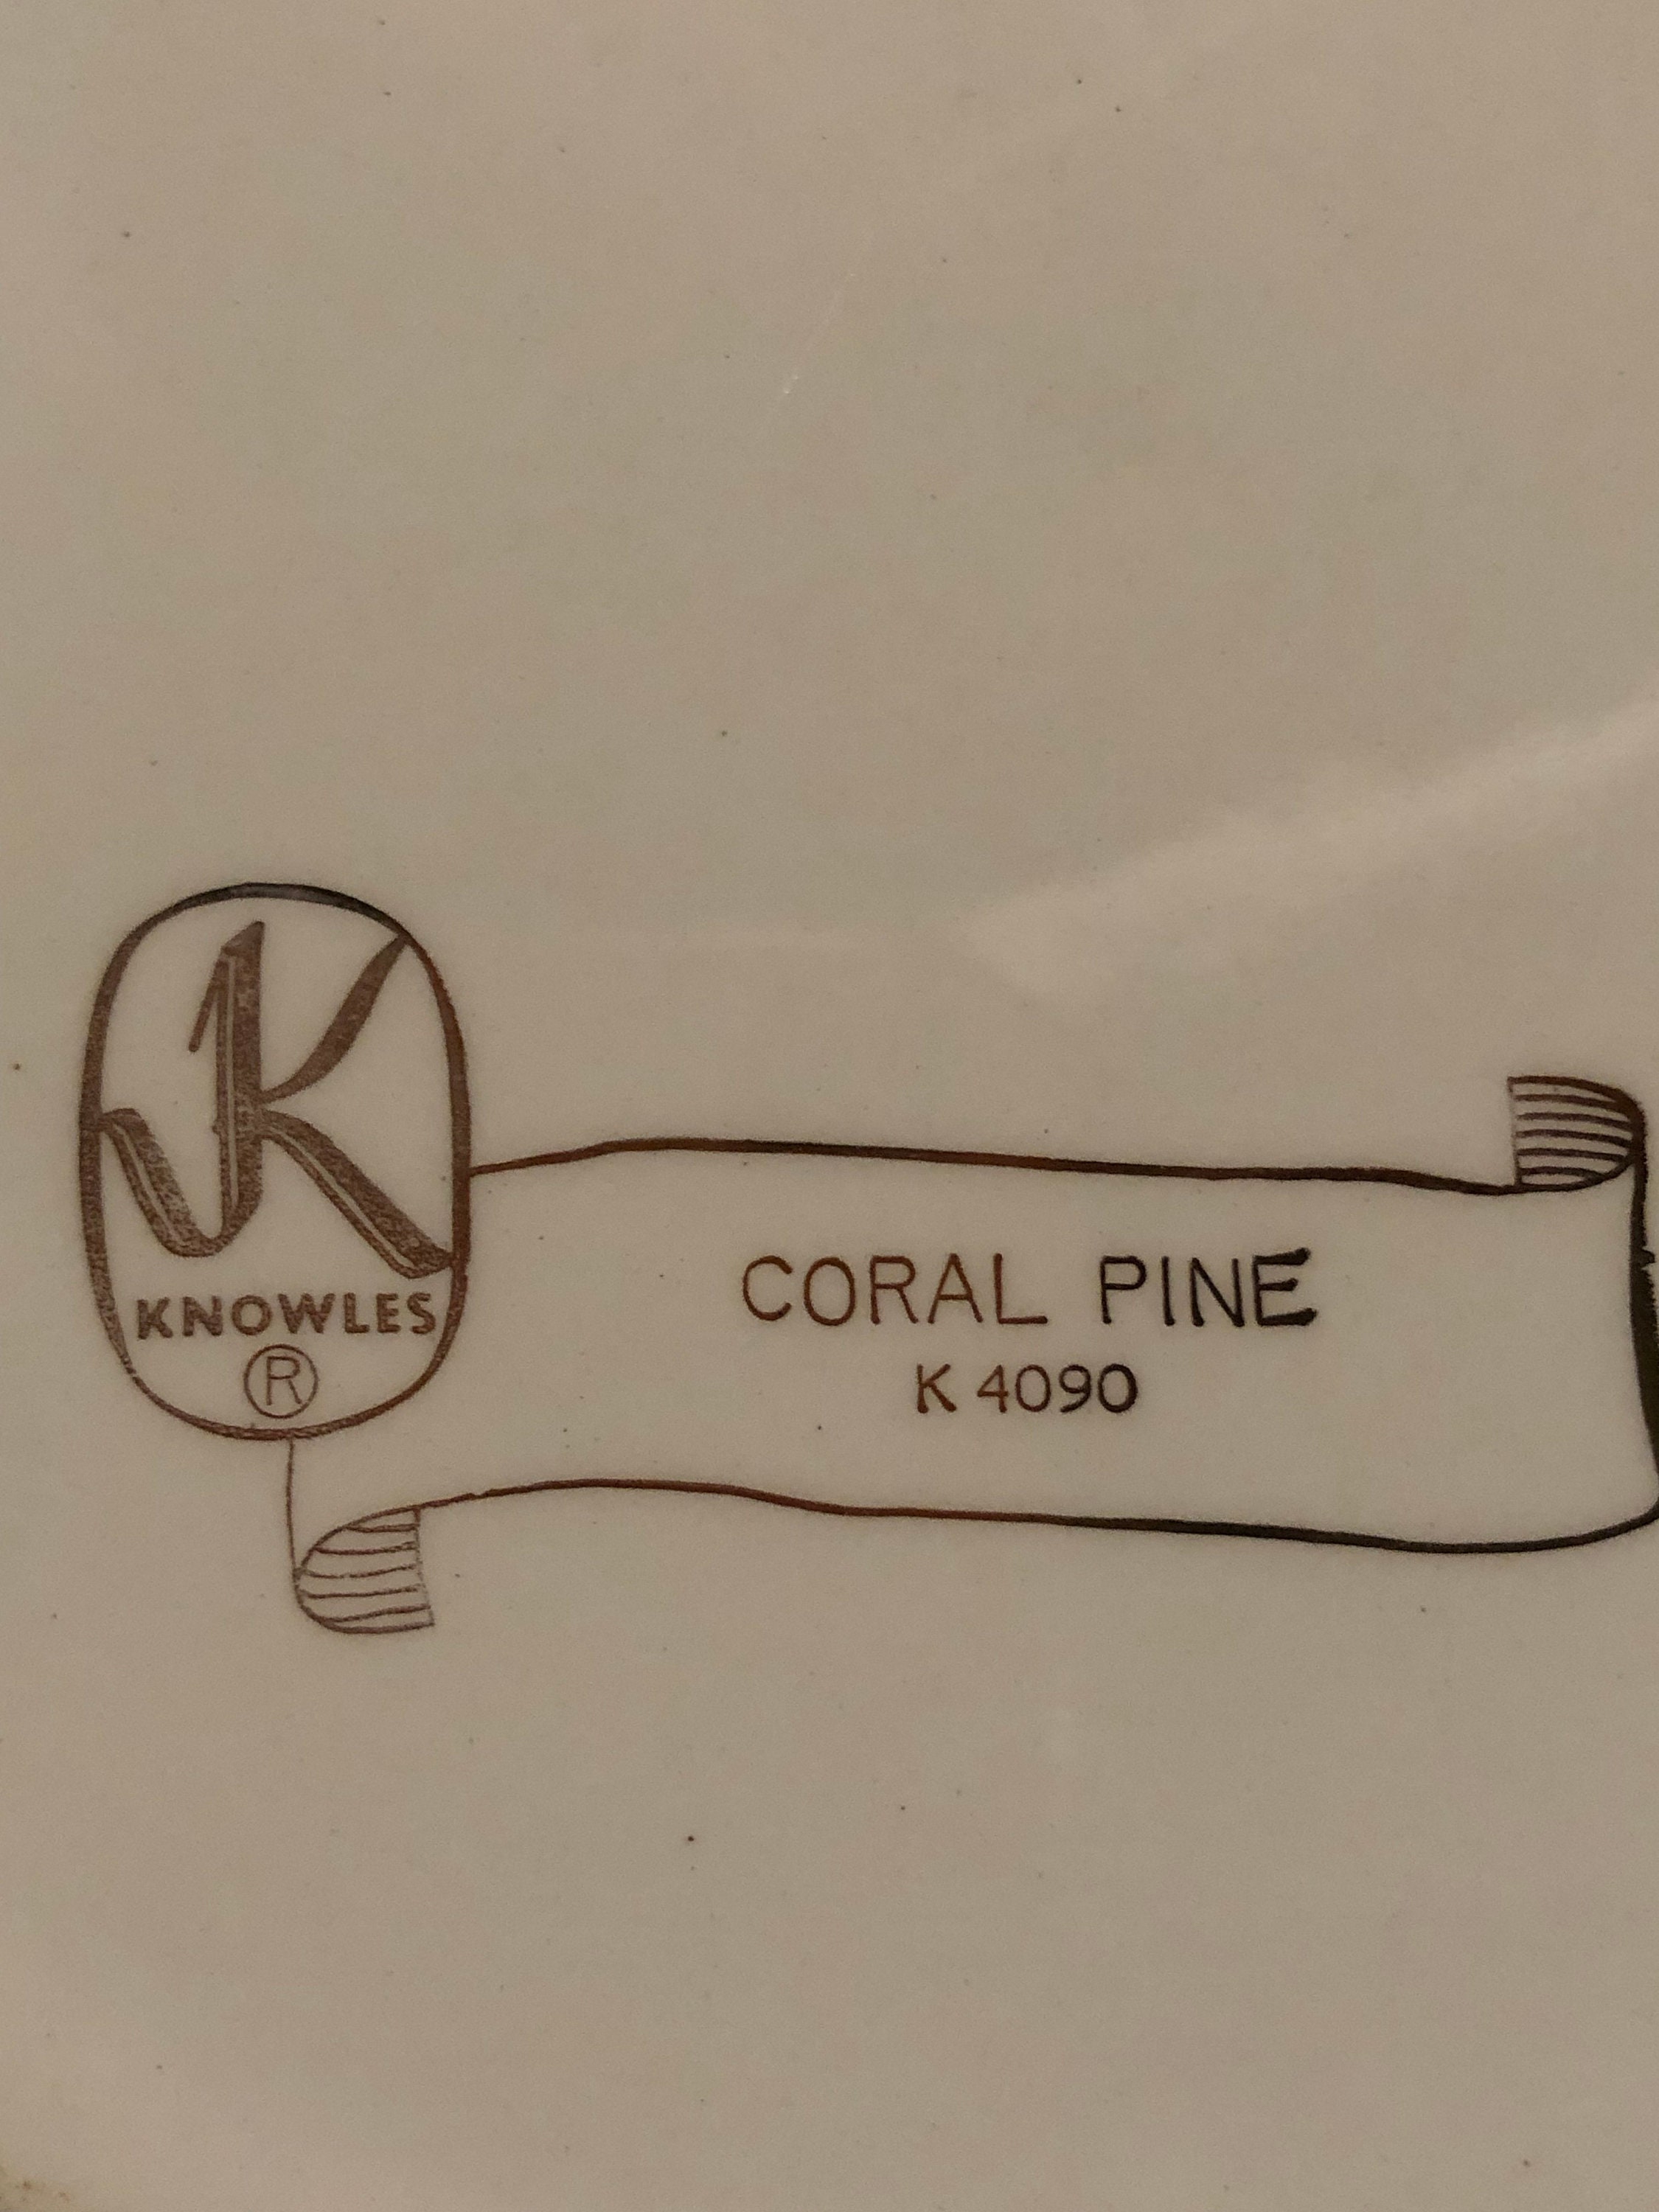 K
KNOWLES
®
CORAL PINE
K 4090